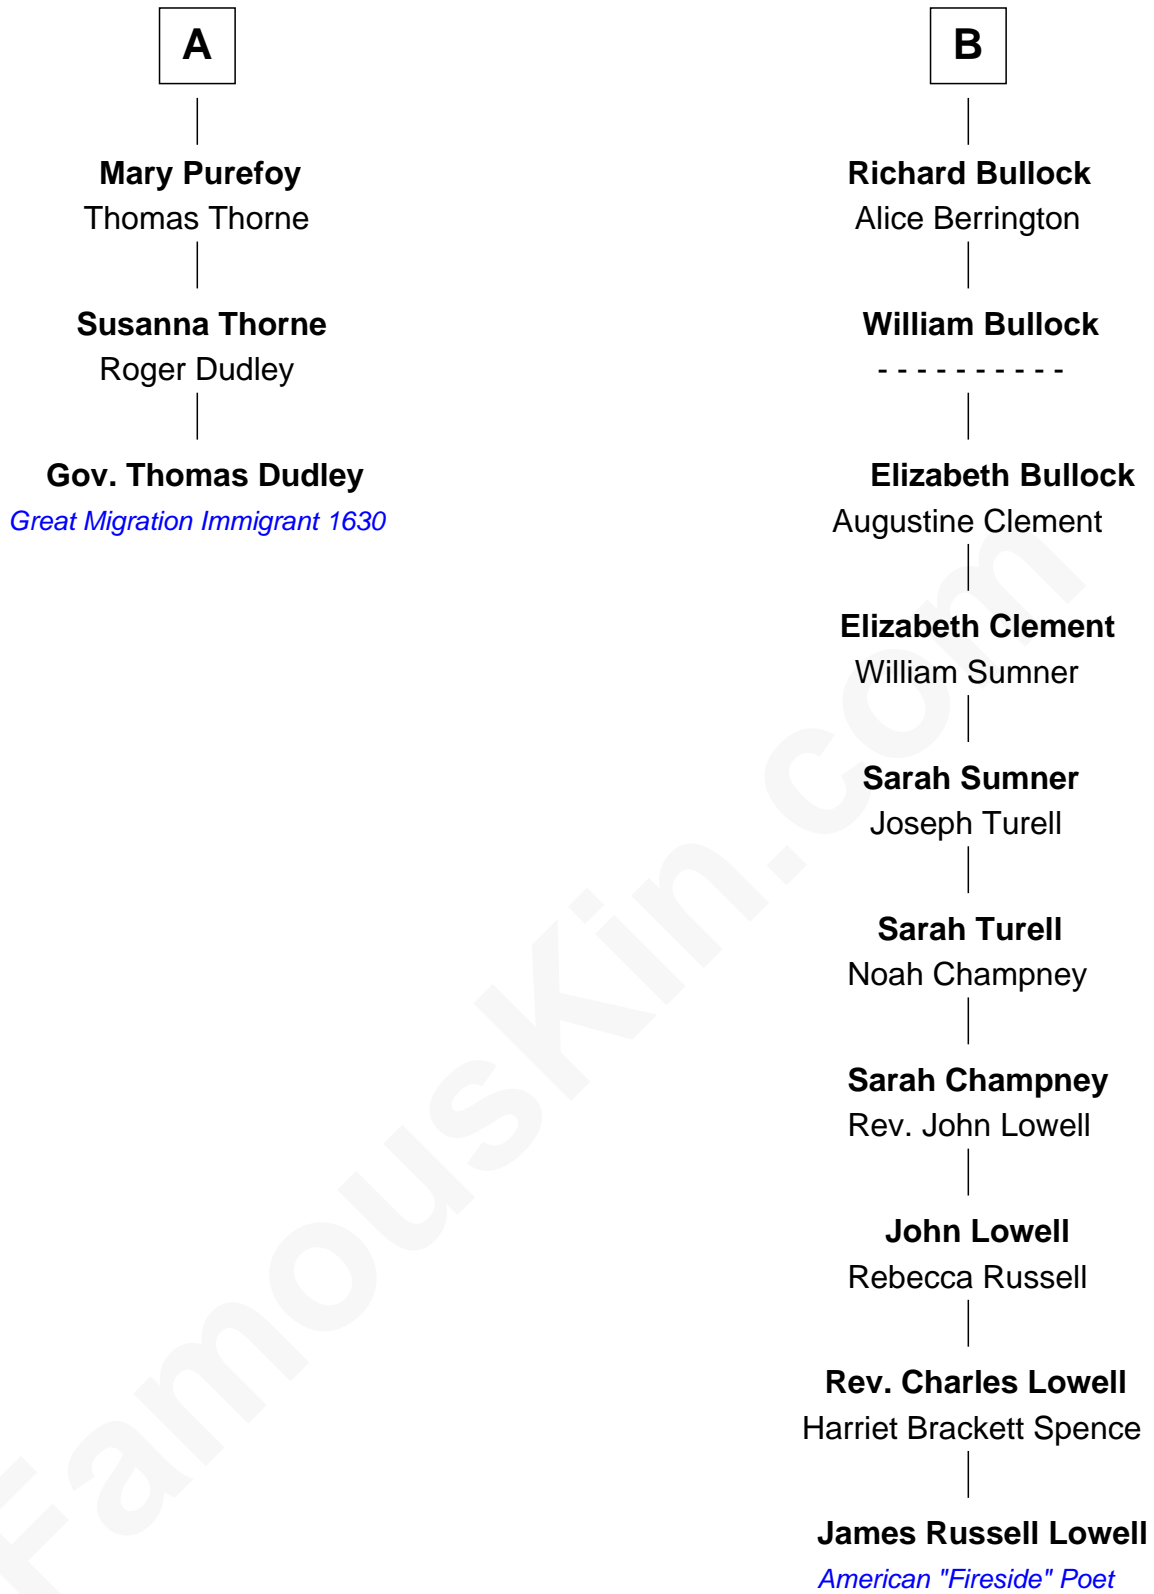 A
Mary Purefoy
Thomas Thorne
Susanna Thorne
Roger Dudley
Gov. Thomas Dudley
Great Migration Immigrant 1630
B
Richard Bullock
Alice Berrington
William Bullock
- - - - - - - - - -
Elizabeth Bullock
Augustine Clement
Elizabeth Clement
William Sumner
Sarah Sumner
Joseph Turell
Sarah Turell
Noah Champney
Sarah Champney
Rev. John Lowell
John Lowell
Rebecca Russell
Rev. Charles Lowell
Harriet Brackett Spence
James Russell Lowell
American "Fireside" Poet
FamousKin.com